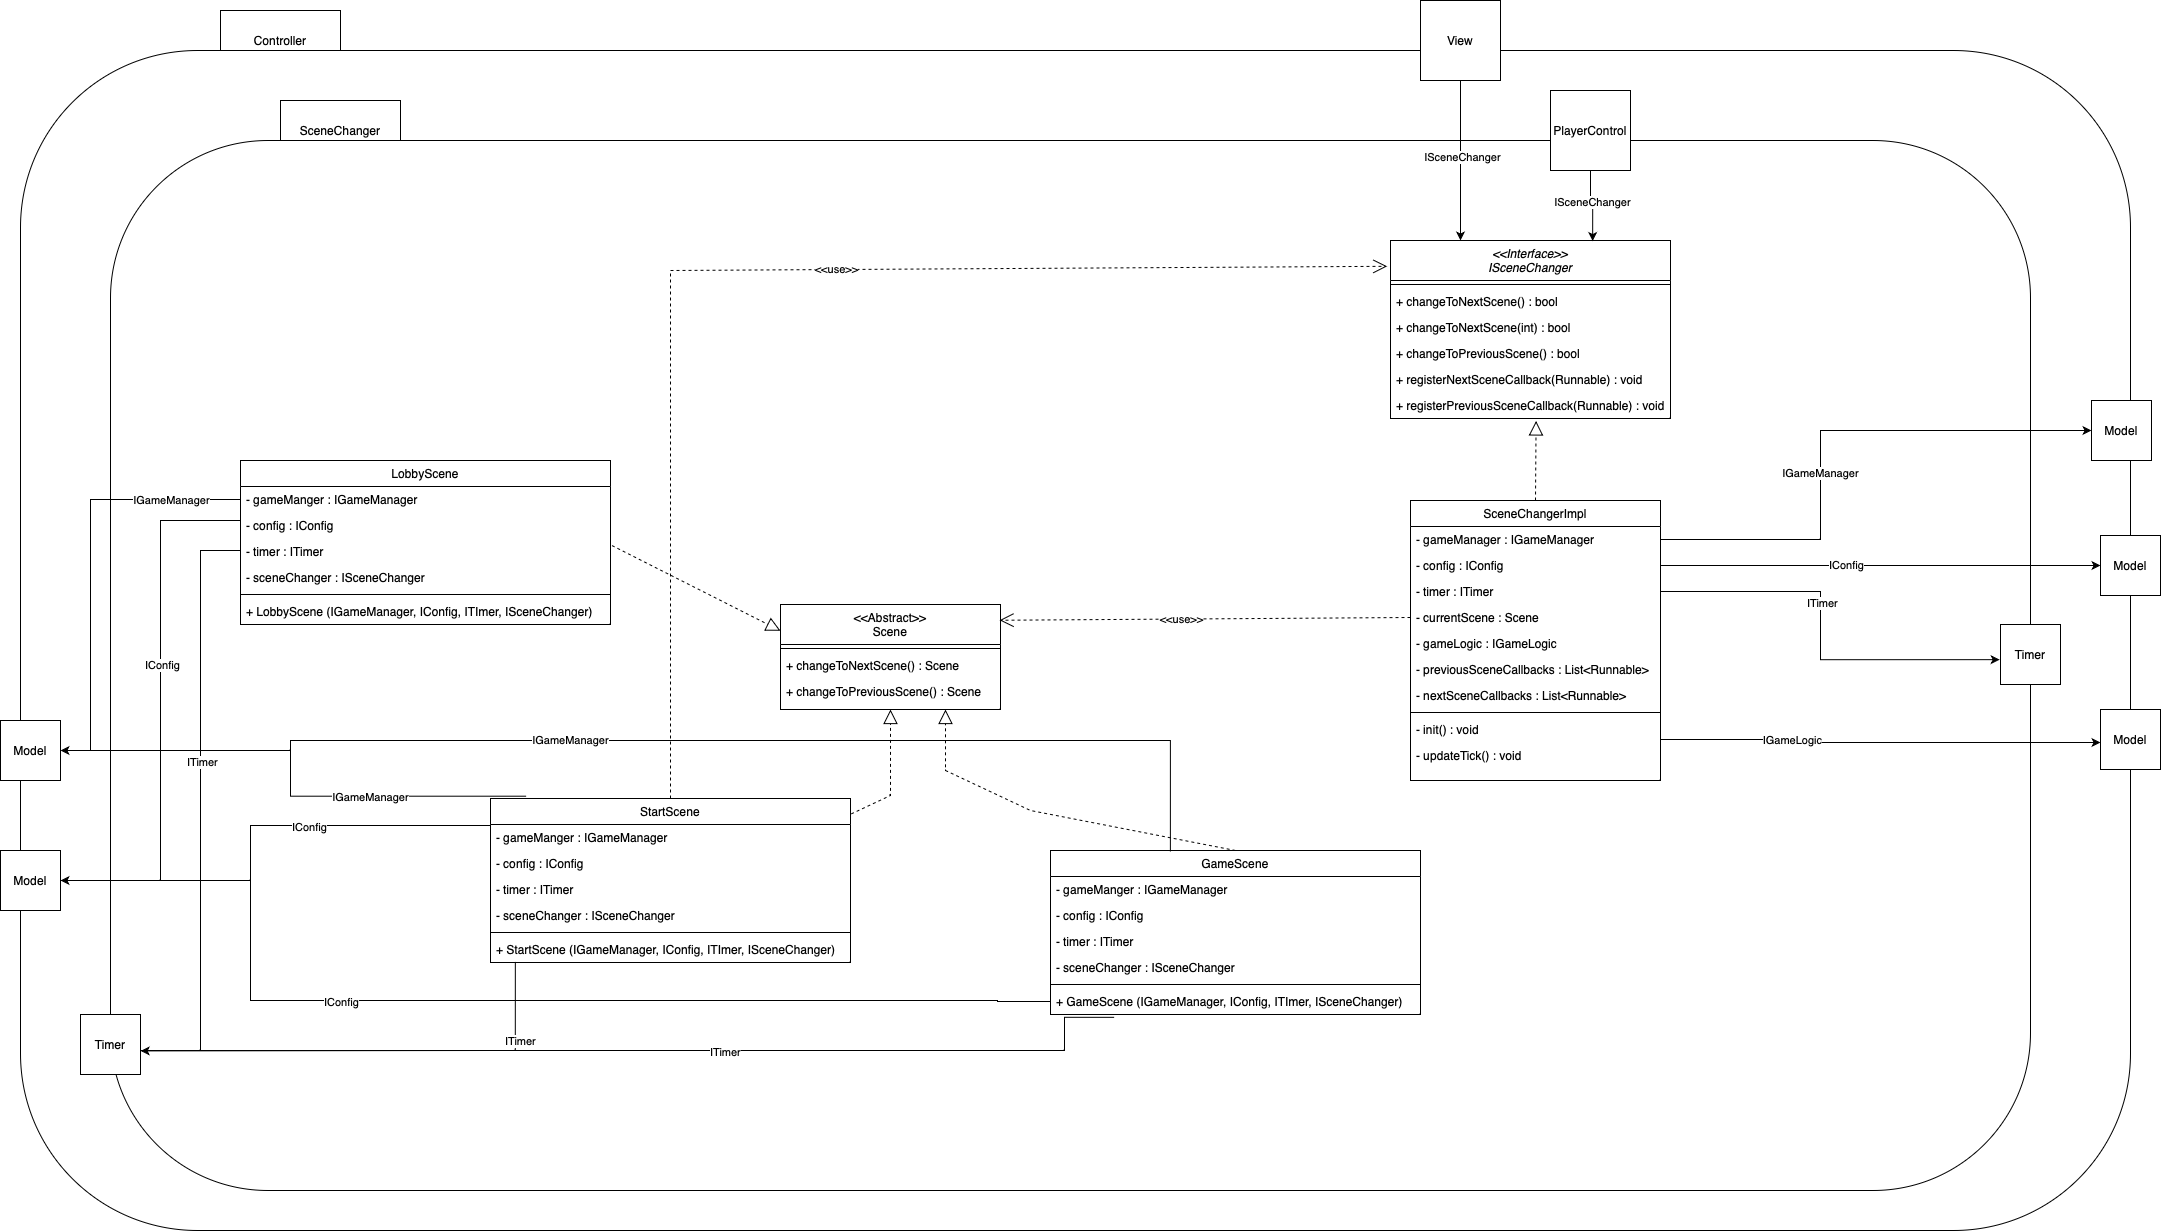 Controller
View
SceneChanger
PlayerControl
ISceneChanger
ISceneChanger
<<Interface>>
ISceneChanger
+ changeToNextScene() : bool
+ changeToNextScene(int) : bool
+ changeToPreviousScene() : bool
+ registerNextSceneCallback(Runnable) : void
+ registerPreviousSceneCallback(Runnable) : void
<<use>>
LobbyScene
- gameManger : IGameManager
- config : IConfig
- timer : ITimer
- sceneChanger : ISceneChanger
+ LobbyScene (IGameManager, IConfig, ITImer, ISceneChanger)
IGameManager
IConfig
ITimer
<<Abstract>>
Scene
+ changeToNextScene() : Scene
+ changeToPreviousScene() : Scene
<<use>>
SceneChangerImpl
- gameManager : IGameManager
- config : IConfig
- timer : ITimer
- currentScene : Scene
- gameLogic : IGameLogic
- previousSceneCallbacks : List<Runnable>
- nextSceneCallbacks : List<Runnable>
- init() : void
- updateTick() : void
IGameManager
Model
IConfig
Model
ITimer
Timer
IGameLogic
Model
Model
IGameManager
IGameManager
StartScene
- gameManger : IGameManager
- config : IConfig
- timer : ITimer
- sceneChanger : ISceneChanger
+ StartScene (IGameManager, IConfig, ITImer, ISceneChanger)
IConfig
Model
GameScene
- gameManger : IGameManager
- config : IConfig
- timer : ITimer
- sceneChanger : ISceneChanger
+ GameScene (IGameManager, IConfig, ITImer, ISceneChanger)
IConfig
Timer
ITimer
ITimer